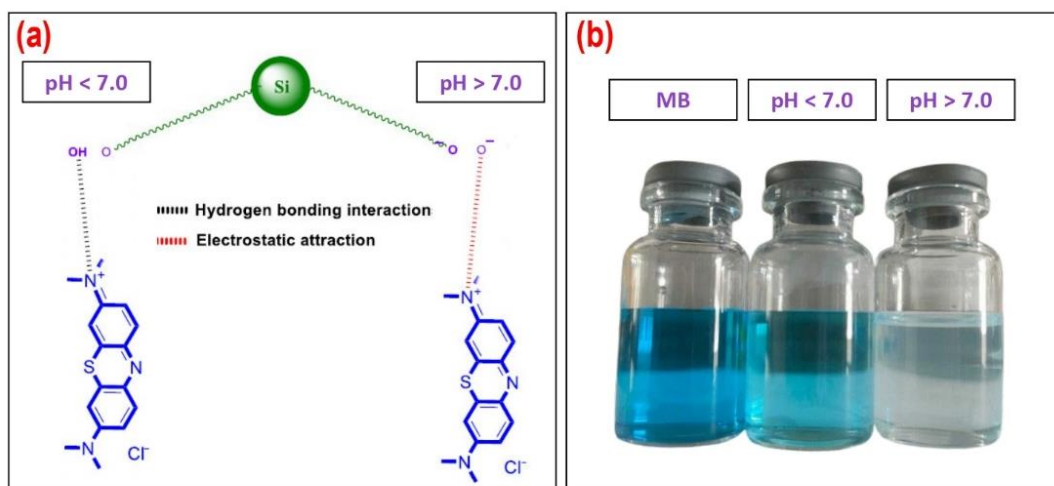 (a)
pH < 7.0
Si
pH > 7.0
OH O
O O⁻
Hydrogen bonding interaction
Electrostatic attraction
N⁺
S N
N
Cl⁻
N⁺
S N
N
Cl⁻
(b)
MB
pH < 7.0
pH > 7.0